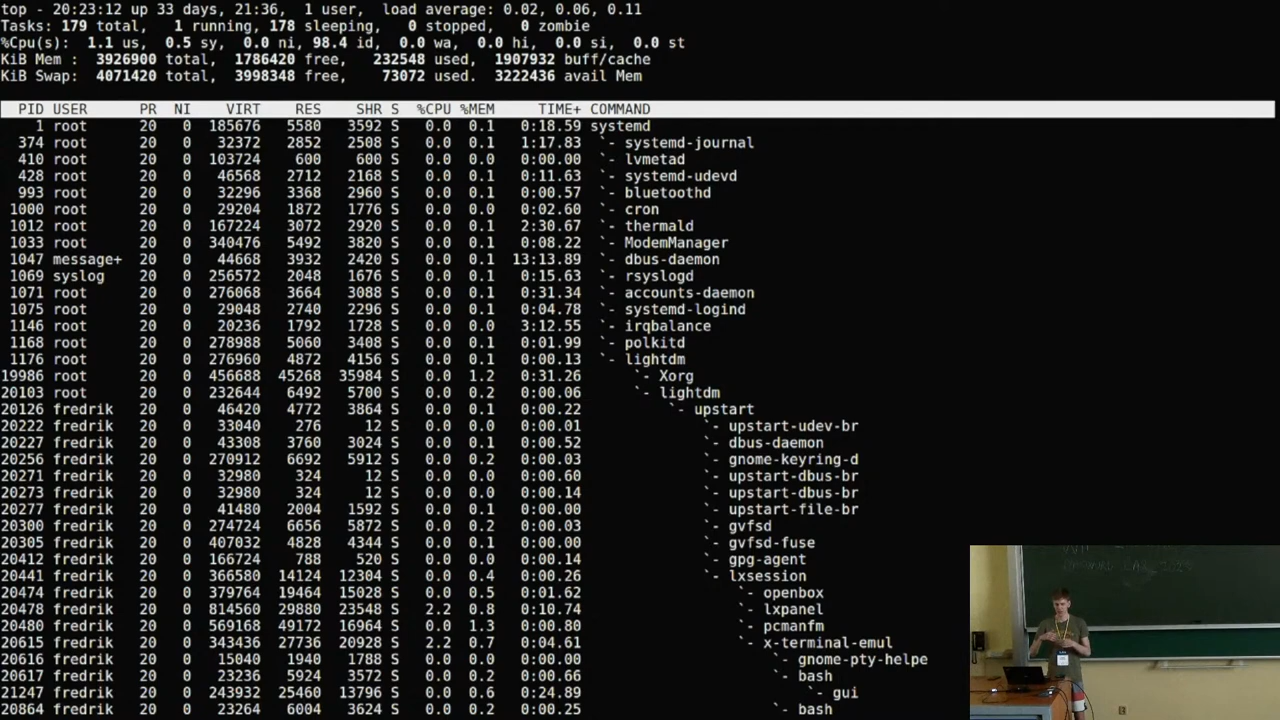 top - 20:23:12 up 33 days, 21:36,  1 user,  load average: 0.02, 0.06, 0.11
Tasks: 179 total,   1 running, 178 sleeping,   0 stopped,   0 zombie
%Cpu(s):  1.1 us,  0.5 sy,  0.0 ni, 98.4 id,  0.0 wa,  0.0 hi,  0.0 si,  0.0 st
KiB Mem :  3926900 total,  1786420 free,   232548 used,  1907932 buff/cache
KiB Swap:  4071420 total,  3998348 free,    73072 used.  3222436 avail Mem
PID USER PR NI VIRT RES SHR S %CPU %MEM TIME+ COMMAND
1 root 20 0 185676 5580 3592 S 0.0 0.1 0:18.59 systemd
374 root 20 0 32372 2852 2508 S 0.0 0.1 1:17.83 `- systemd-journal
410 root 20 0 103724 600 600 S 0.0 0.0 0:00.00 `- lvmetad
428 root 20 0 46568 2712 2168 S 0.0 0.1 0:11.63 `- systemd-udevd
993 root 20 0 32296 3368 2960 S 0.0 0.1 0:00.57 `- bluetoothd
1000 root 20 0 29204 1872 1776 S 0.0 0.0 0:02.60 `- cron
1012 root 20 0 167224 3072 2920 S 0.0 0.1 2:30.67 `- thermald
1033 root 20 0 340476 5492 3820 S 0.0 0.1 0:08.22 `- ModemManager
1047 message+ 20 0 44668 3932 2420 S 0.0 0.1 13:13.89 `- dbus-daemon
1069 syslog 20 0 256572 2048 1676 S 0.0 0.1 0:15.63 `- rsyslogd
1071 root 20 0 276068 3664 3088 S 0.0 0.1 0:31.34 `- accounts-daemon
1075 root 20 0 29048 2740 2296 S 0.0 0.1 0:04.78 `- systemd-logind
1146 root 20 0 20236 1792 1728 S 0.0 0.0 3:12.55 `- irqbalance
1168 root 20 0 278988 5060 3408 S 0.0 0.1 0:01.99 `- polkitd
1176 root 20 0 276960 4872 4156 S 0.0 0.1 0:00.13 `- lightdm
19986 root 20 0 456688 45268 35984 S 0.0 1.2 0:31.26 `- Xorg
20103 root 20 0 232644 6492 5700 S 0.0 0.2 0:00.06 `- lightdm
20126 fredrik 20 0 46420 4772 3864 S 0.0 0.1 0:00.22 `- upstart
20222 fredrik 20 0 33040 276 12 S 0.0 0.0 0:00.01 `- upstart-udev-br
20227 fredrik 20 0 43308 3760 3024 S 0.0 0.1 0:00.52 `- dbus-daemon
20256 fredrik 20 0 270912 6692 5912 S 0.0 0.2 0:00.03 `- gnome-keyring-d
20271 fredrik 20 0 32980 324 12 S 0.0 0.0 0:00.60 `- upstart-dbus-br
20273 fredrik 20 0 32980 324 12 S 0.0 0.0 0:00.14 `- upstart-dbus-br
20277 fredrik 20 0 41480 2004 1592 S 0.0 0.1 0:00.00 `- upstart-file-br
20300 fredrik 20 0 274724 6656 5872 S 0.0 0.2 0:00.03 `- gvfsd
20305 fredrik 20 0 407032 4828 4344 S 0.0 0.1 0:00.00 `- gvfsd-fuse
20412 fredrik 20 0 166724 788 520 S 0.0 0.0 0:00.14 `- gpg-agent
20441 fredrik 20 0 366580 14124 12304 S 0.0 0.4 0:00.26 `- lxsession
20474 fredrik 20 0 379764 19464 15028 S 0.0 0.5 0:01.62 `- openbox
20478 fredrik 20 0 814560 29880 23548 S 2.2 0.8 0:10.74 `- lxpanel
20480 fredrik 20 0 569168 49172 16964 S 0.0 1.3 0:00.80 `- pcmanfm
20615 fredrik 20 0 343436 27736 20928 S 2.2 0.7 0:04.61 `- x-terminal-emul
20616 fredrik 20 0 15040 1940 1788 S 0.0 0.0 0:00.00 `- gnome-pty-helpe
20617 fredrik 20 0 23236 5924 3572 S 0.0 0.2 0:00.66 `- bash
21247 fredrik 20 0 243932 25460 13796 S 0.0 0.6 0:24.89 `- gui
20864 fredrik 20 0 23264 6004 3624 S 0.0 0.2 0:00.25 `- bash